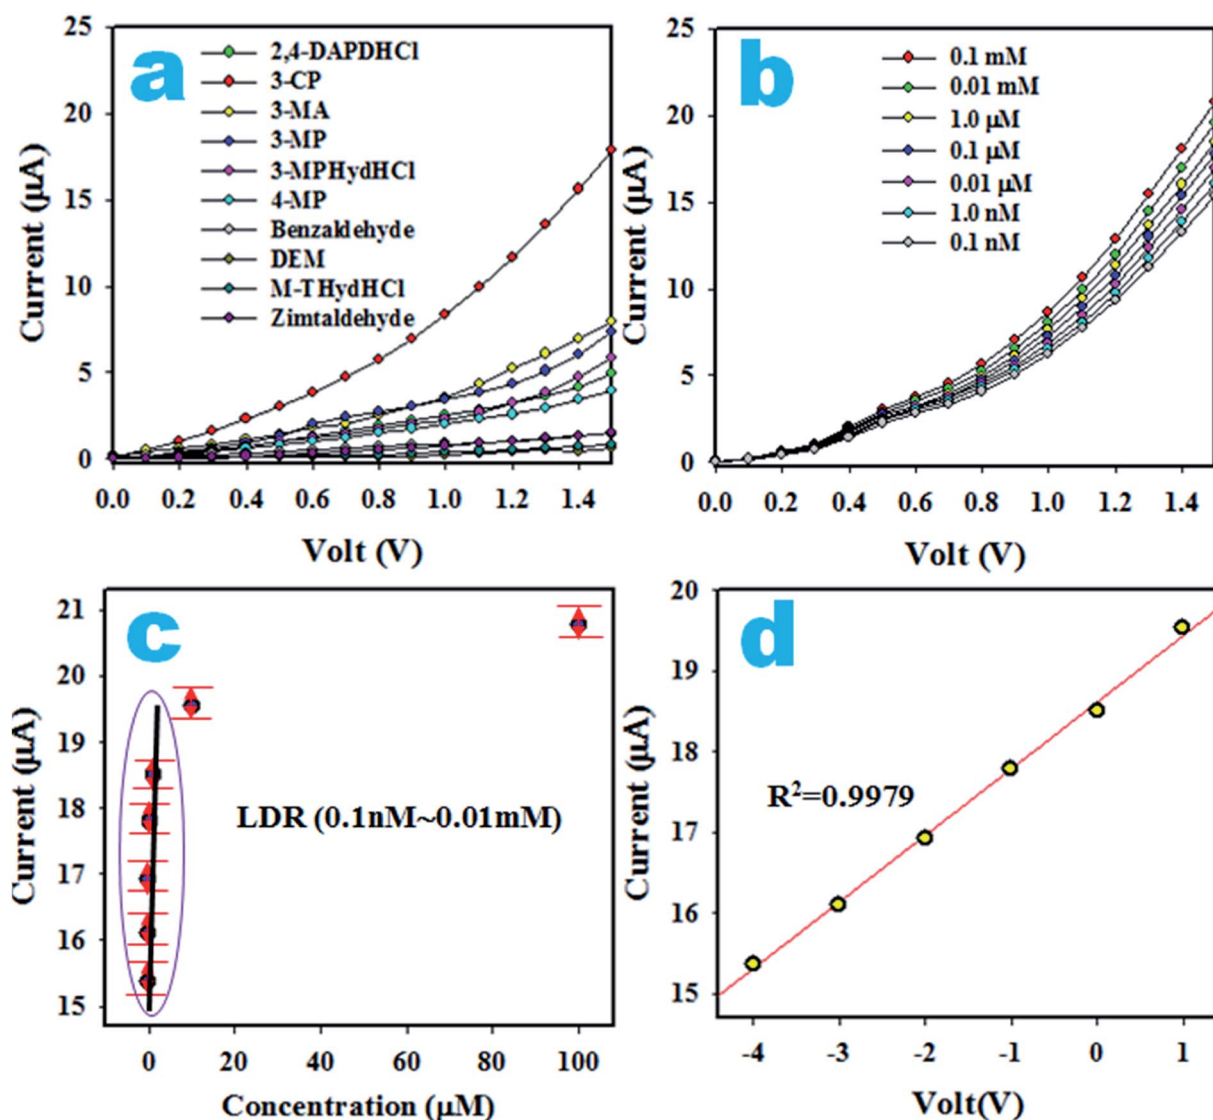 a
25
20
15
10
5
0
Current (µA)
2,4-DAPDHCl
3-CP
3-MA
3-MP
3-MPHydHCl
4-MP
Benzaldehyde
DEM
M-THydHCl
Zimtaldehyde
0.0 0.2 0.4 0.6 0.8 1.0 1.2 1.4
Volt (V)
b
25
20
15
10
5
0
Current (µA)
0.1 mM
0.01 mM
1.0 µM
0.1 µM
0.01 µM
1.0 nM
0.1 nM
0.0 0.2 0.4 0.6 0.8 1.0 1.2 1.4
Volt (V)
c
21
20
19
18
17
16
15
Current (µA)
LDR (0.1nM~0.01mM)
0 20 40 60 80 100
Concentration (µM)
d
20
19
18
17
16
15
Current (µA)
R²=0.9979
-4 -3 -2 -1 0 1
Volt(V)